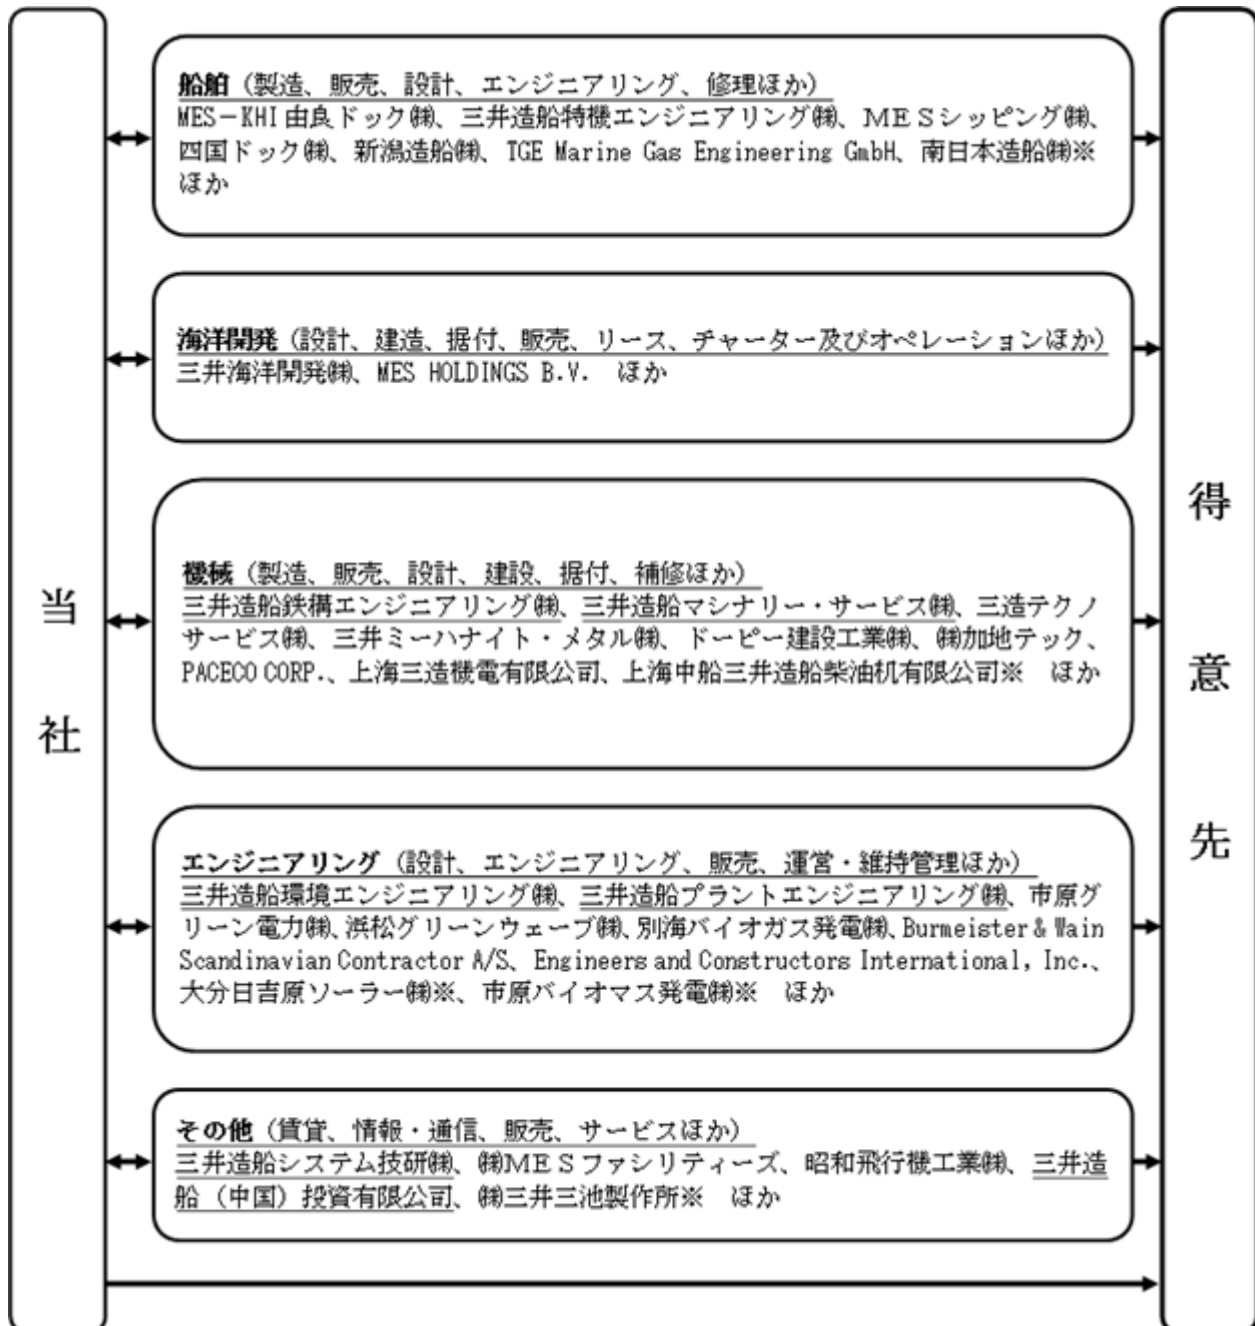 当社
船舶（製造、販売、設計、エンジニアリング、修理ほか）
MES－KHI 由良ドック㈱、三井造船特機エンジニアリング㈱、ＭＥＳシッピング㈱、
四国ドック㈱、新潟造船㈱、TGE Marine Gas Engineering GmbH、南日本造船㈱※
ほか
海洋開発（設計、建造、据付、販売、リース、チャーター及びオペレーションほか）
三井海洋開発㈱、MES HOLDINGS B.V.　ほか
機械（製造、販売、設計、建設、据付、補修ほか）
三井造船鉄構エンジニアリング㈱、三井造船マシナリー・サービス㈱、三造テクノ
サービス㈱、三井ミーハナイト・メタル㈱、ドーピー建設工業㈱、㈱加地テック、
PACECO CORP.、上海三造機電有限公司、上海中船三井造船柴油机有限公司※　ほか
エンジニアリング（設計、エンジニアリング、販売、運営・維持管理ほか）
三井造船環境エンジニアリング㈱、三井造船プラントエンジニアリング㈱、市原グ
リーン電力㈱、浜松グリーンウェーブ㈱、別海バイオガス発電㈱、Burmeister & Wain
Scandinavian Contractor A/S、Engineers and Constructors International, Inc.、
大分日吉原ソーラー㈱※、市原バイオマス発電㈱※　ほか
その他（賃貸、情報・通信、販売、サービスほか）
三井造船システム技研㈱、㈱ＭＥＳファシリティーズ、昭和飛行機工業㈱、三井造
船（中国）投資有限公司、㈱三井三池製作所※　ほか
得意先